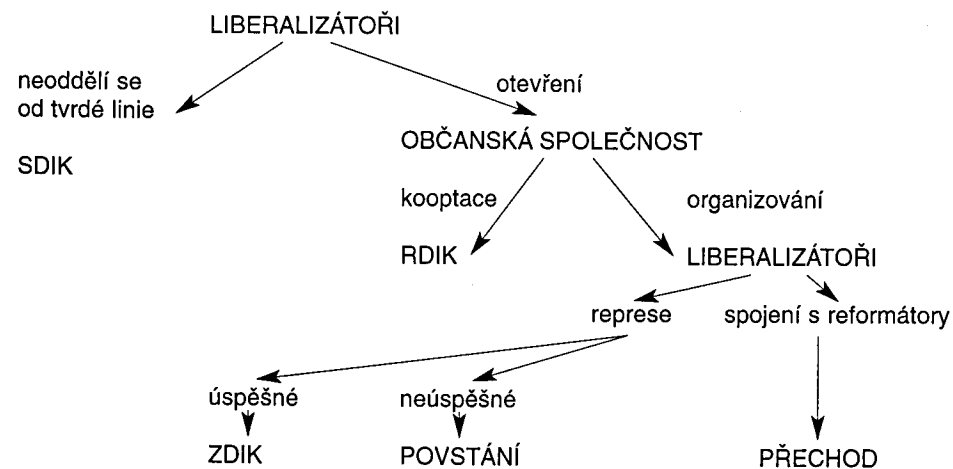 LIBERALIZÁTOŘI
neoddělí se
od tvrdé linie
otevření
OBČANSKÁ SPOLEČNOST
SDIK
kooptace
organizování
RDIK
LIBERALIZÁTOŘI
represe
spojení s reformátory
úspěšné
neúspěšné
ZDIK
POVSTÁNÍ
PŘECHOD